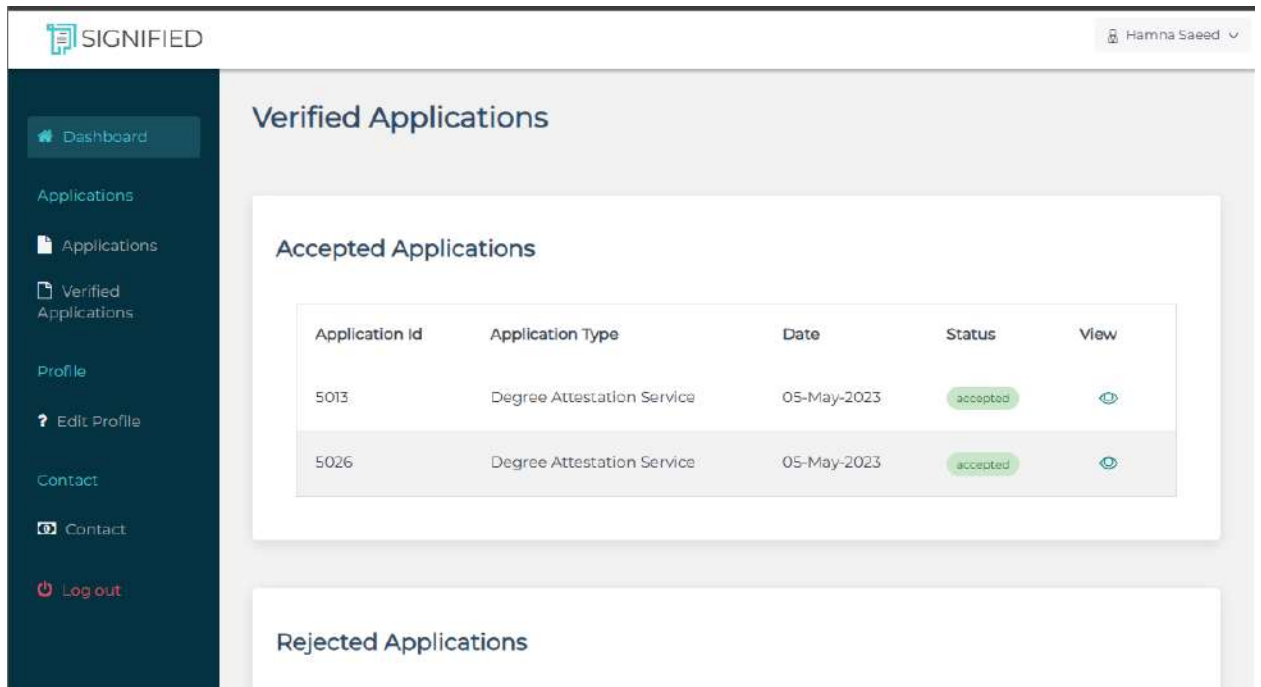 SIGNIFIED
Hamna Saeed
Dashboard
Applications
Applications
Verified
Applications
Profile
Edit Profile
Contact
Contact
Log out
Verified Applications
Accepted Applications
Application Id Application Type Date Status View
5013 Degree Attestation Service 05-May-2023 accepted
5026 Degree Attestation Service 05-May-2023 accepted
Rejected Applications